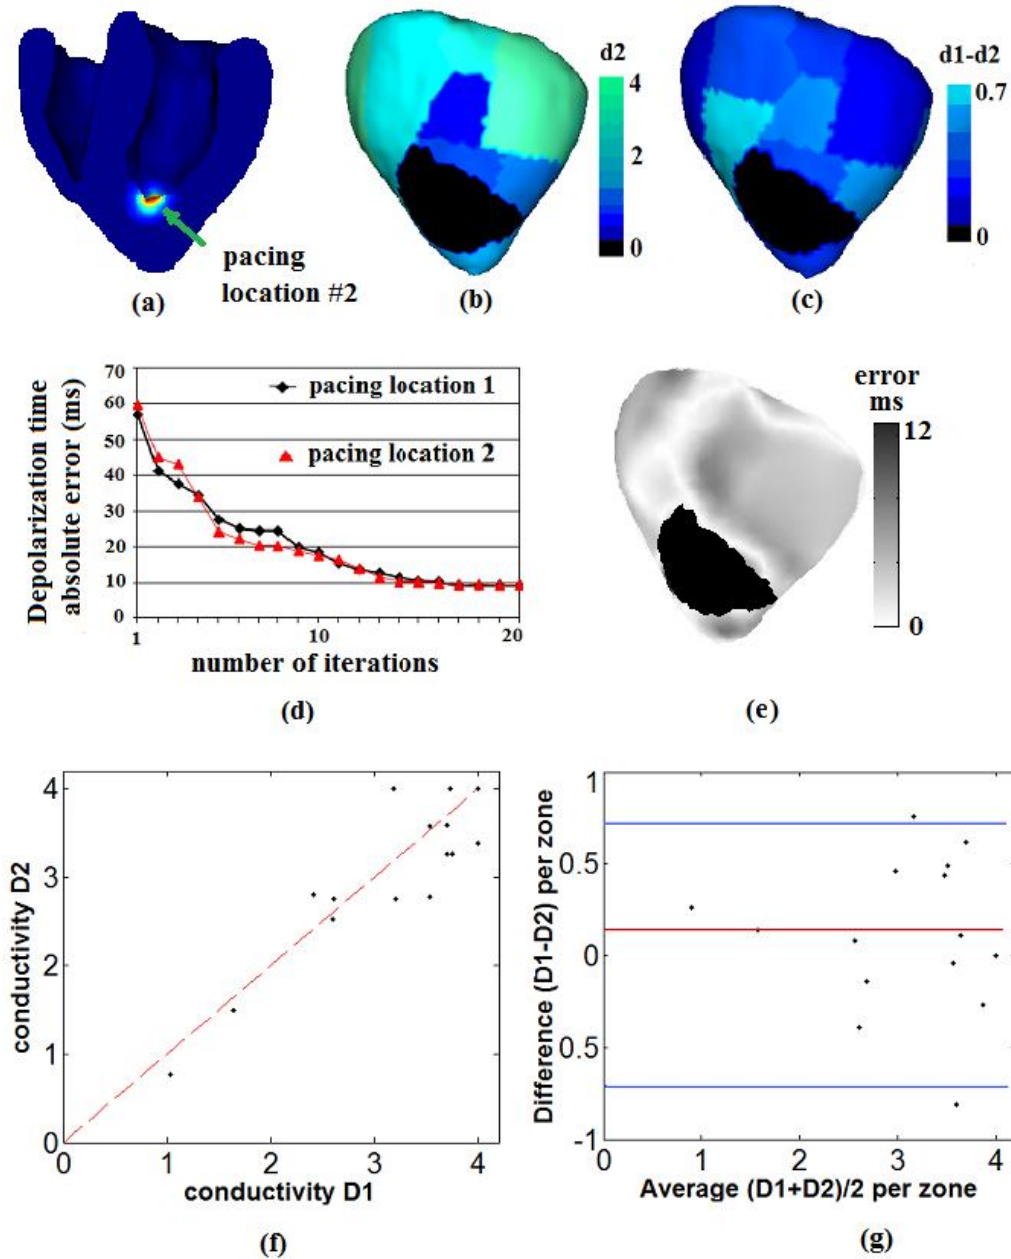 d2
4
2
0
d1-d2
0.7
0
pacing
location #2
(a)
(b)
(c)
Depolarization time
absolute error (ms)
70
60
50
40
30
20
10
0
pacing location 1
pacing location 2
1
10
20
number of iterations
(d)
error
ms
12
0
(e)
conductivity D2
4
3
2
1
0
0
1
2
3
4
conductivity D1
(f)
Difference (D1-D2) per zone
1
0.5
0
0.5
-1
0
1
2
3
4
Average (D1+D2)/2 per zone
(g)